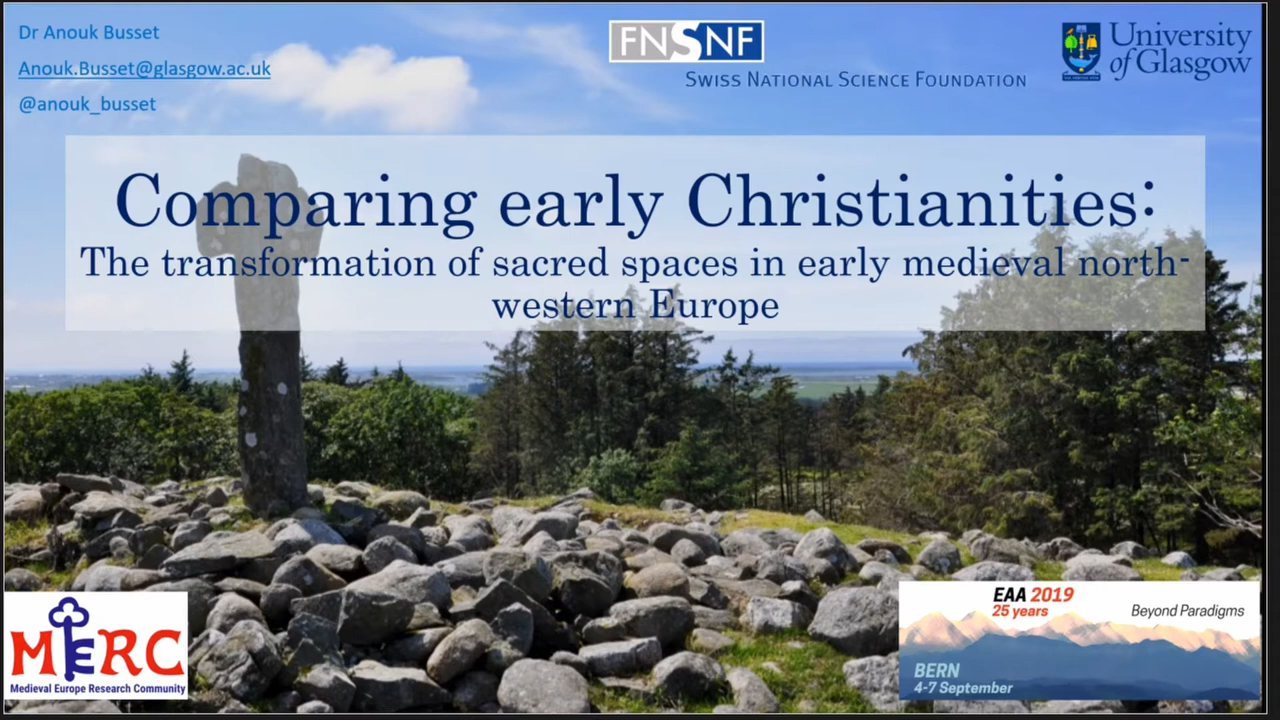 Dr Anouk Busset
Anouk.Busset@glasgow.ac.uk
@anouk_busset
FNSNF
SWISS NATIONAL SCIENCE FOUNDATION
University
of Glasgow
Comparing early Christianities:
The transformation of sacred spaces in early medieval north-
western Europe
MERC
Medieval Europe Research Community
EAA 2019
25 years
Beyond Paradigms
BERN
4-7 September